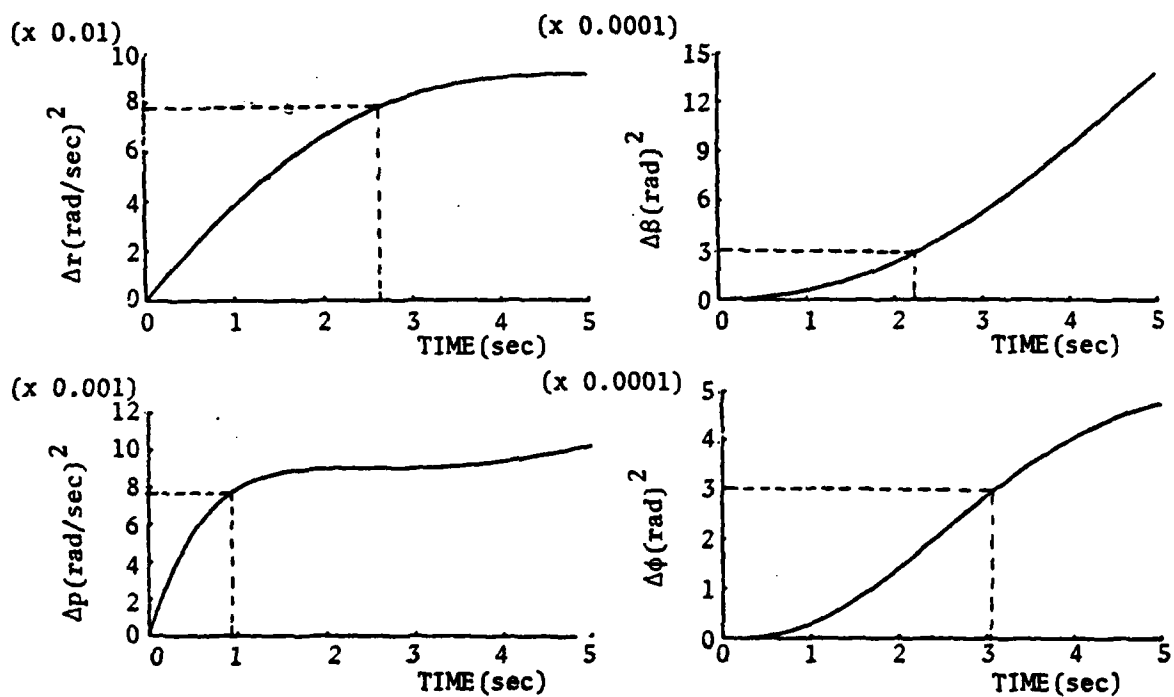 (x 0.01)
10
8
6
4
2
0
Δr(rad/sec)²
0 1 2 3 4 5
TIME(sec)
(x 0.0001)
15
12
9
6
3
0
Δβ(rad)²
0 1 2 3 4 5
TIME(sec)
(x 0.001)
12
10
8
6
4
2
0
Δp(rad/sec)²
0 1 2 3 4 5
TIME(sec)
(x 0.0001)
5
4
3
2
1
0
Δϕ(rad)²
0 1 2 3 4 5
TIME(sec)